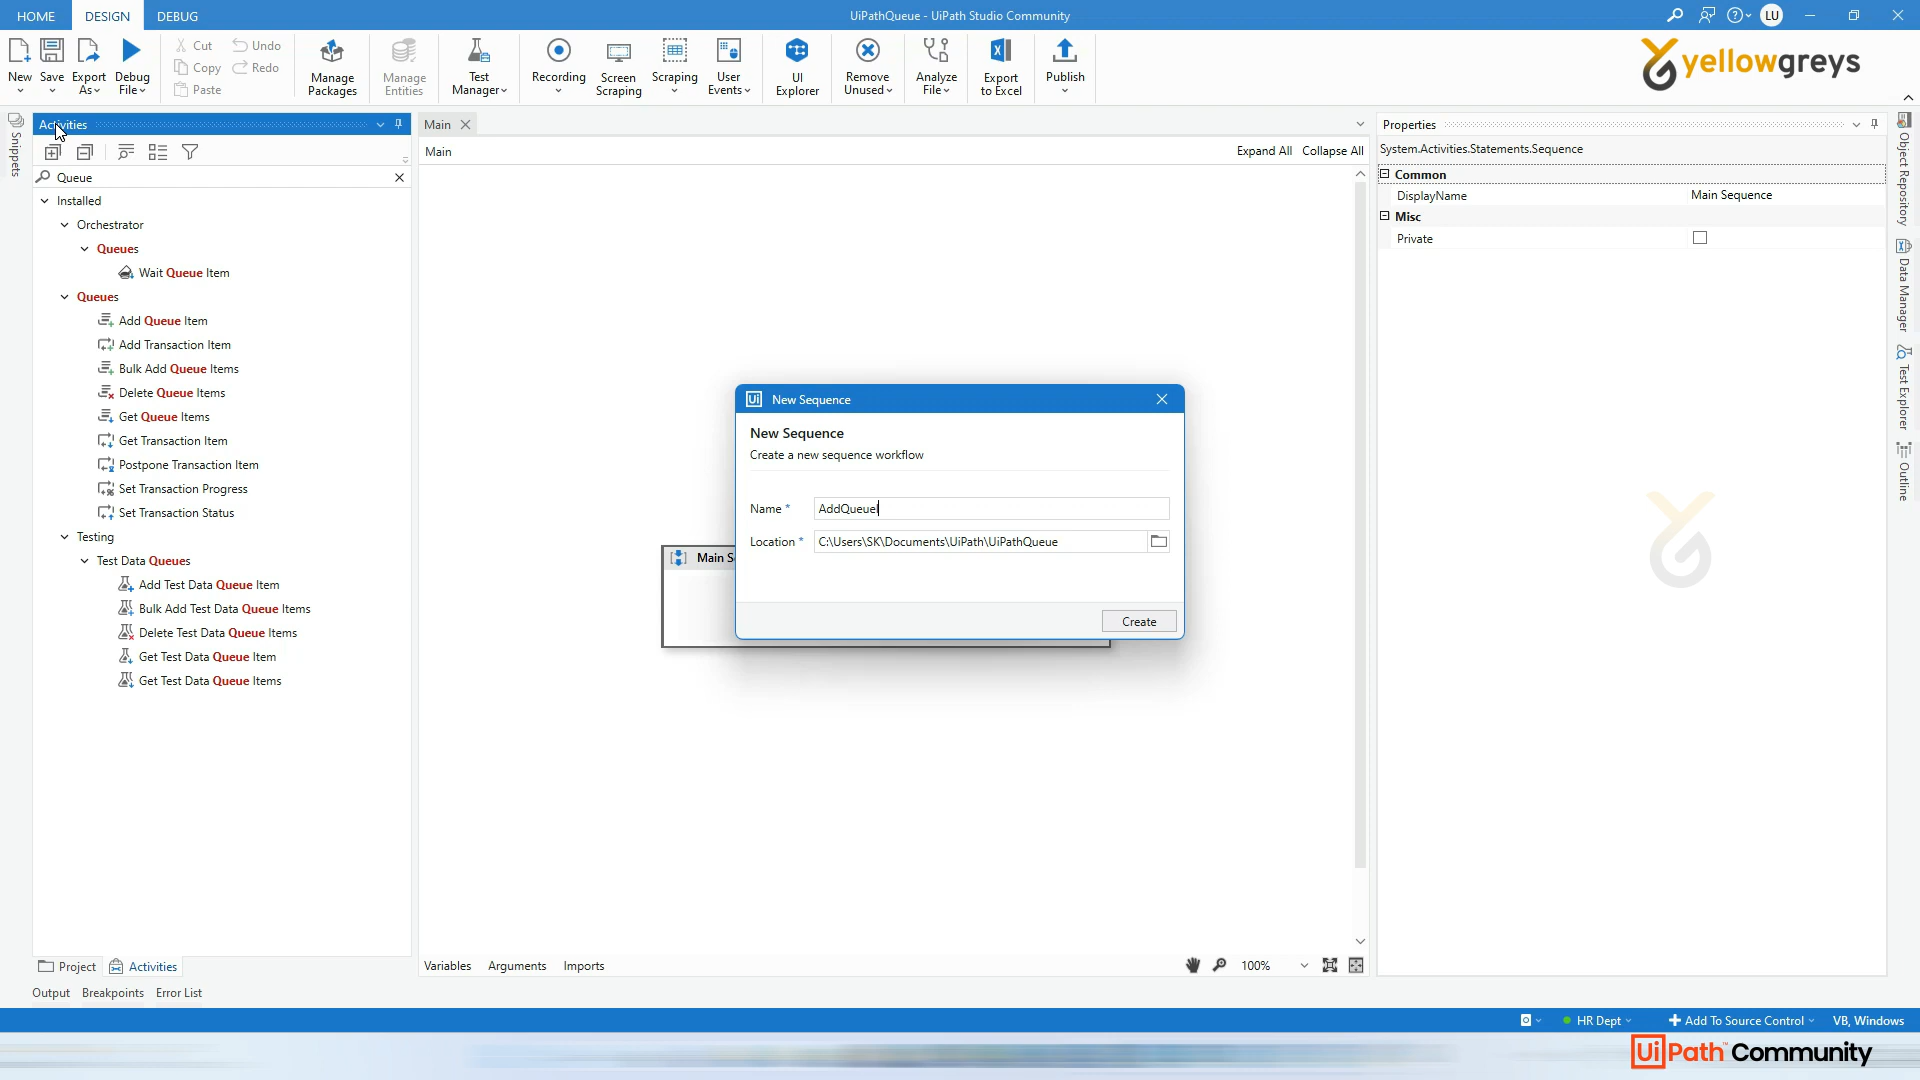 HOME DESIGN DEBUG UiPathQueue - UiPath Studio Community LU
New Save Export As Debug File Cut Copy Paste Undo Redo Manage Packages Manage Entities Test Manager Recording Screen Scraping Scraping User Events UI Explorer Remove Unused Analyze File Export to Excel Publish
yellowgreys
Snippets
Activities
Queue
Installed
Orchestrator
Queues
Wait Queue Item
Queues
Add Queue Item
Add Transaction Item
Bulk Add Queue Items
Delete Queue Items
Get Queue Items
Get Transaction Item
Postpone Transaction Item
Set Transaction Progress
Set Transaction Status
Testing
Test Data Queues
Add Test Data Queue Item
Bulk Add Test Data Queue Items
Delete Test Data Queue Items
Get Test Data Queue Item
Get Test Data Queue Items
Project Activities
Output Breakpoints Error List
Main
Main Expand All Collapse All
Main S
Ui New Sequence
New Sequence
Create a new sequence workflow
Name * AddQueueI
Location * C:\Users\SK\Documents\UiPath\UiPathQueue
Create
Variables Arguments Imports 100%
Properties
System.Activities.Statements.Sequence
Common
DisplayName Main Sequence
Misc
Private
Object Repository
Data Manager
Test Explorer
Outline
HR Dept Add To Source Control VB, Windows
UiPath™ Community